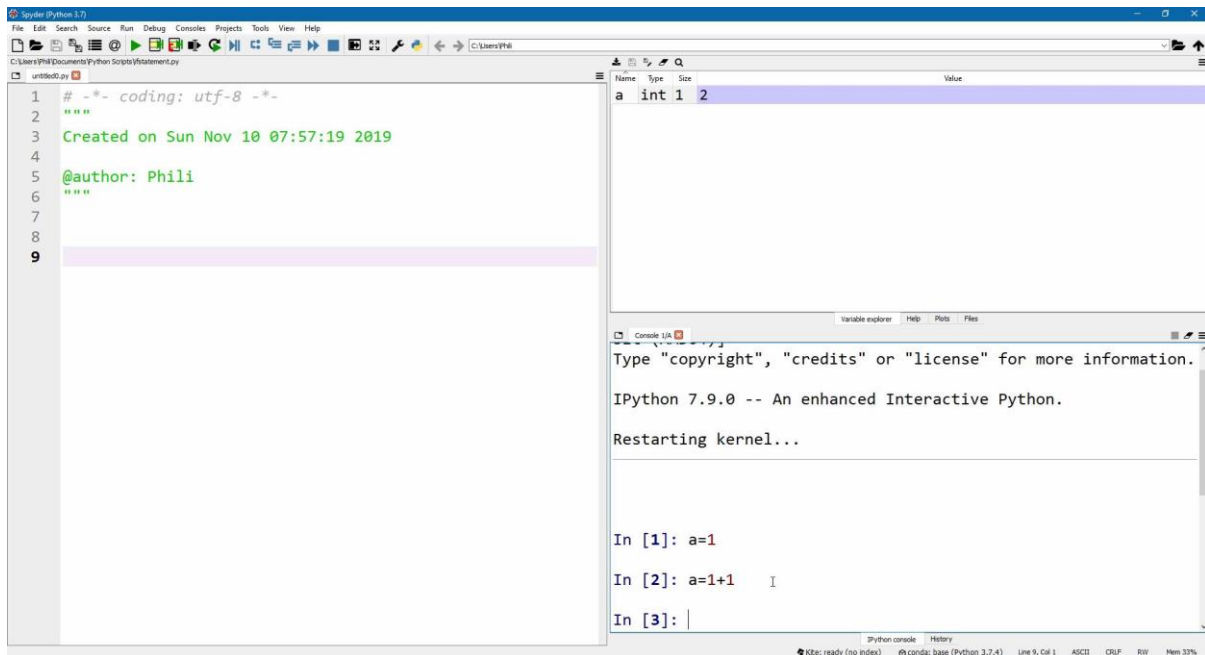 Spyder (Python 3.7)
File Edit Search Source Run Debug Consoles Projects Tools View Help
C:\Users\Phili
C:\Users\Phili\Documents\Python Scripts\ifstatement.py
untitled0.py
1 # -*- coding: utf-8 -*-
2 """
3 Created on Sun Nov 10 07:57:19 2019
4
5 @author: Phili
6 """
7
8
9
Name Type Size Value
a int 1 2
Variable explorer Help Plots Files
Console 1/A
Type "copyright", "credits" or "license" for more information.
IPython 7.9.0 -- An enhanced Interactive Python.
Restarting kernel...
In [1]: a=1
In [2]: a=1+1
In [3]:
IPython console History
Kite: ready (no index) conda: base (Python 3.7.4) Line 9, Col 1 ASCII CRLF RW Mem 33%